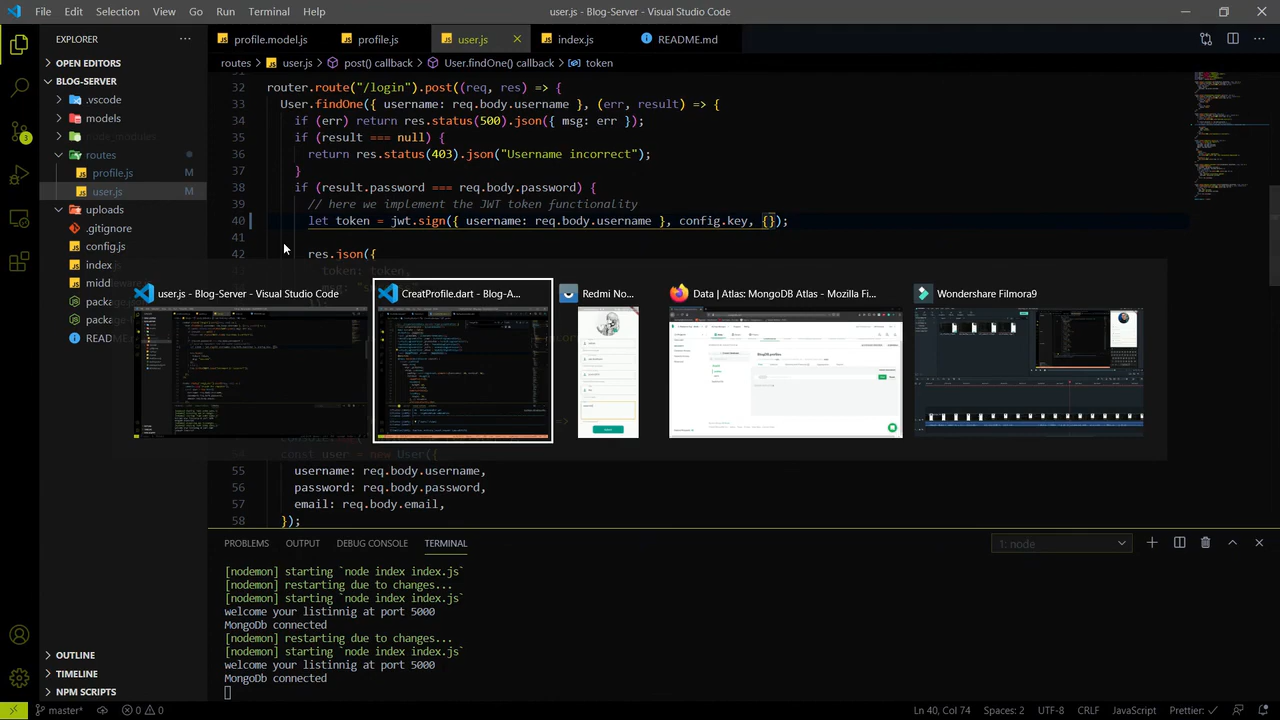 File Edit Selection View Go Run Terminal Help
user.js - Blog-Server - Visual Studio Code
EXPLORER
profile.model.js
profile.js
user.js
index.js
README.md
OPEN EDITORS
routes > user.js > post() callback > User.findOne() callback > token
BLOG-SERVER
.vscode
models
node_modules
routes
profile.js M
user.js M
uploads
.gitignore
config.js
index.js
middlew
packa
packa
READM
3
32 router.route("/login").post((req, res) => {
33 User.findOne({ username: req.body.username }, (err, result) => {
34 if (err) return res.status(500).json({ msg: err });
35 if (result === null) {
36 return res.status(403).json("Username incorrect");
37 }
38 if (result.password === req.body.password) {
39 // here we implement the JWT token functionality
40 let token = jwt.sign({ username: req.body.username }, config.key, {});
41
42 res.json({
token: token,
user.js - Blog-Server - Visual Studio Code
CreatProfile.dart - Blog-A...
Redmi No...
Data | Atlas: MongoDB Atlas - Mozilla Fi...
Wondershare Filmora9
const user = new User({
55 username: req.body.username,
56 password: req.body.password,
57 email: req.body.email,
58 });
PROBLEMS OUTPUT DEBUG CONSOLE TERMINAL
1: node
[nodemon] starting `node index index.js`
[nodemon] restarting due to changes...
[nodemon] starting `node index index.js`
welcome your listinnig at port 5000
MongoDb connected
[nodemon] restarting due to changes...
[nodemon] starting `node index index.js`
welcome your listinnig at port 5000
MongoDb connected
OUTLINE
TIMELINE
NPM SCRIPTS
master* 0 0
Ln 40, Col 74 Spaces: 2 UTF-8 CRLF JavaScript Prettier: